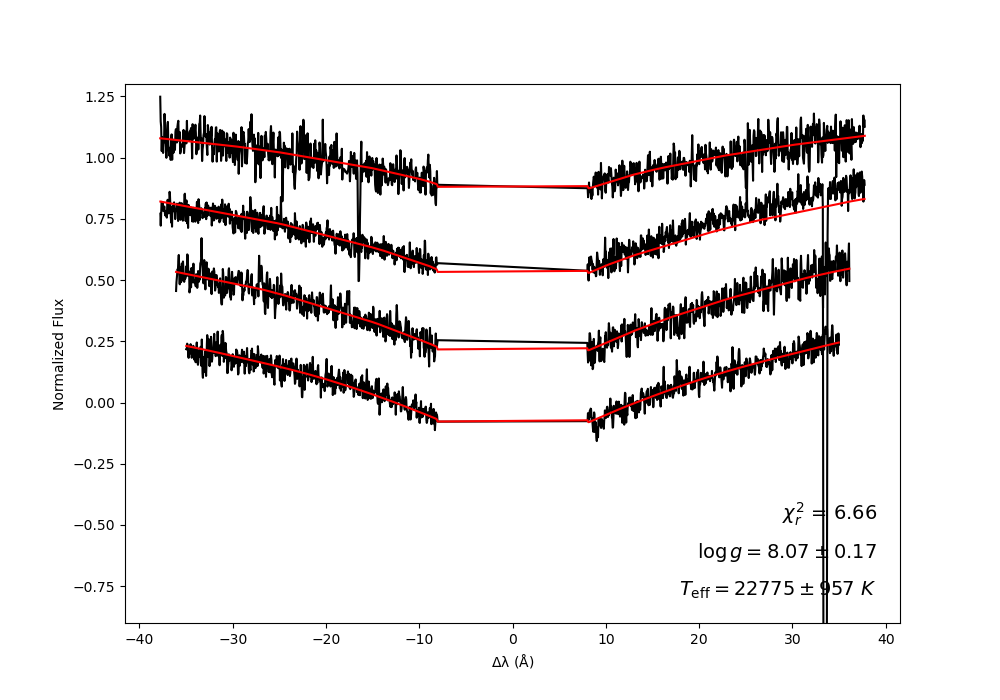 1.25
1.00
0.75
0.50
0.25
0.00
−0.25
−0.50
−0.75
Normalized Flux
χ²ᵣ = 6.66
log g = 8.07 ± 0.17
T_eff = 22775 ± 957 K
−40 −30 −20 −10 0 10 20 30 40
Δλ (Å)